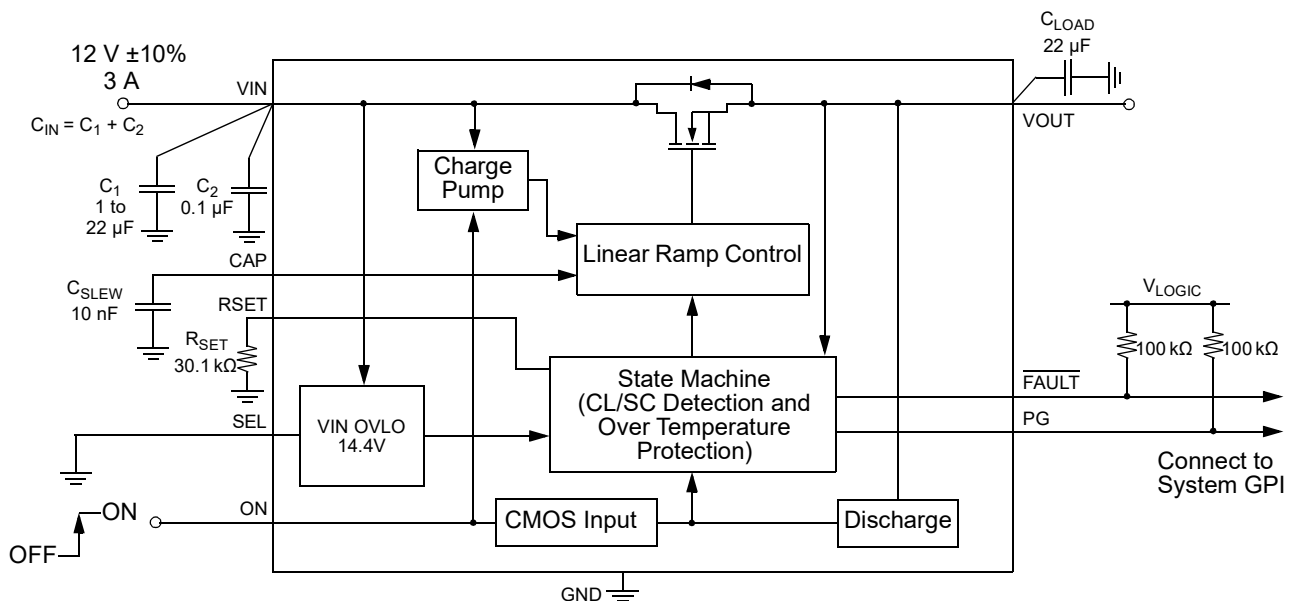 C_LOAD
22 µF
12 V ±10%
3 A
VIN
VOUT
C_IN = C_1 + C_2
Charge
Pump
C_1
1 to
22 µF
C_2
0.1 µF
Linear Ramp Control
CAP
C_SLEW
10 nF
RSET
R_SET
30.1 kΩ
V_LOGIC
100 kΩ
100 kΩ
State Machine
(CL/SC Detection and
Over Temperature
Protection)
FAULT
SEL
VIN OVLO
14.4V
PG
Connect to
System GPI
ON
ON
OFF
CMOS Input
Discharge
GND